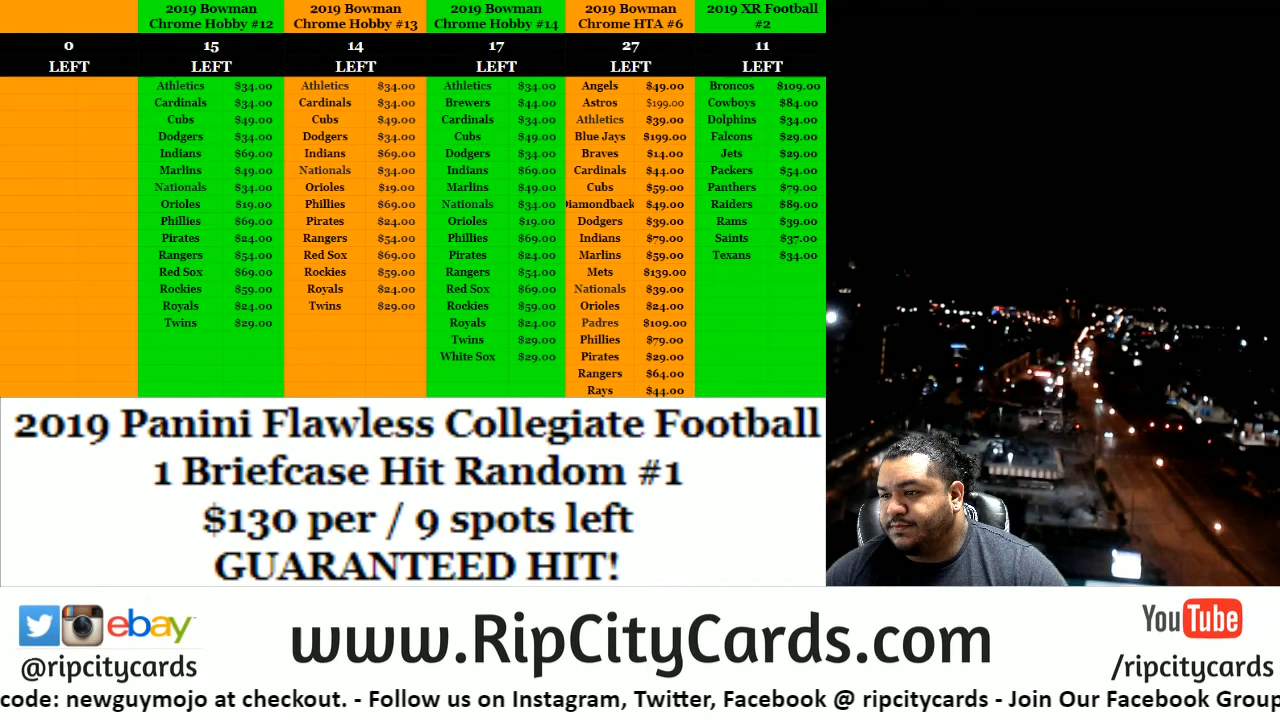 2019 Bowman Chrome Hobby #12
2019 Bowman Chrome Hobby #13
2019 Bowman Chrome Hobby #14
2019 Bowman Chrome HTA #6
2019 XR Football #2
0 LEFT
15 LEFT
14 LEFT
17 LEFT
27 LEFT
11 LEFT
Athletics $34.00
Cardinals $34.00
Cubs $49.00
Dodgers $34.00
Indians $69.00
Marlins $49.00
Nationals $34.00
Orioles $19.00
Phillies $69.00
Pirates $24.00
Rangers $54.00
Red Sox $69.00
Rockies $59.00
Royals $24.00
Twins $29.00
Athletics $34.00
Cardinals $34.00
Cubs $49.00
Dodgers $34.00
Indians $69.00
Nationals $34.00
Orioles $19.00
Phillies $69.00
Pirates $24.00
Rangers $54.00
Red Sox $69.00
Rockies $59.00
Royals $24.00
Twins $29.00
Athletics $34.00
Brewers $44.00
Cardinals $34.00
Cubs $49.00
Dodgers $34.00
Indians $69.00
Marlins $49.00
Nationals $34.00
Orioles $19.00
Phillies $69.00
Pirates $24.00
Rangers $54.00
Red Sox $69.00
Rockies $59.00
Royals $24.00
Twins $29.00
White Sox $29.00
Angels $49.00
Astros $199.00
Athletics $39.00
Blue Jays $199.00
Braves $14.00
Cardinals $44.00
Cubs $59.00
Diamondback $49.00
Dodgers $39.00
Indians $79.00
Marlins $59.00
Mets $139.00
Nationals $39.00
Orioles $24.00
Padres $109.00
Phillies $79.00
Pirates $29.00
Rangers $64.00
Rays $44.00
Broncos $109.00
Cowboys $84.00
Dolphins $34.00
Falcons $29.00
Jets $29.00
Packers $54.00
Panthers $79.00
Raiders $89.00
Rams $39.00
Saints $37.00
Texans $34.00
2019 Panini Flawless Collegiate Football
1 Briefcase Hit Random #1
$130 per / 9 spots left
GUARANTEED HIT!
ebay
@ripcitycards
www.RipCityCards.com
YouTube
/ripcitycards
code: newguymojo at checkout. - Follow us on Instagram, Twitter, Facebook @ ripcitycards - Join Our Facebook Group